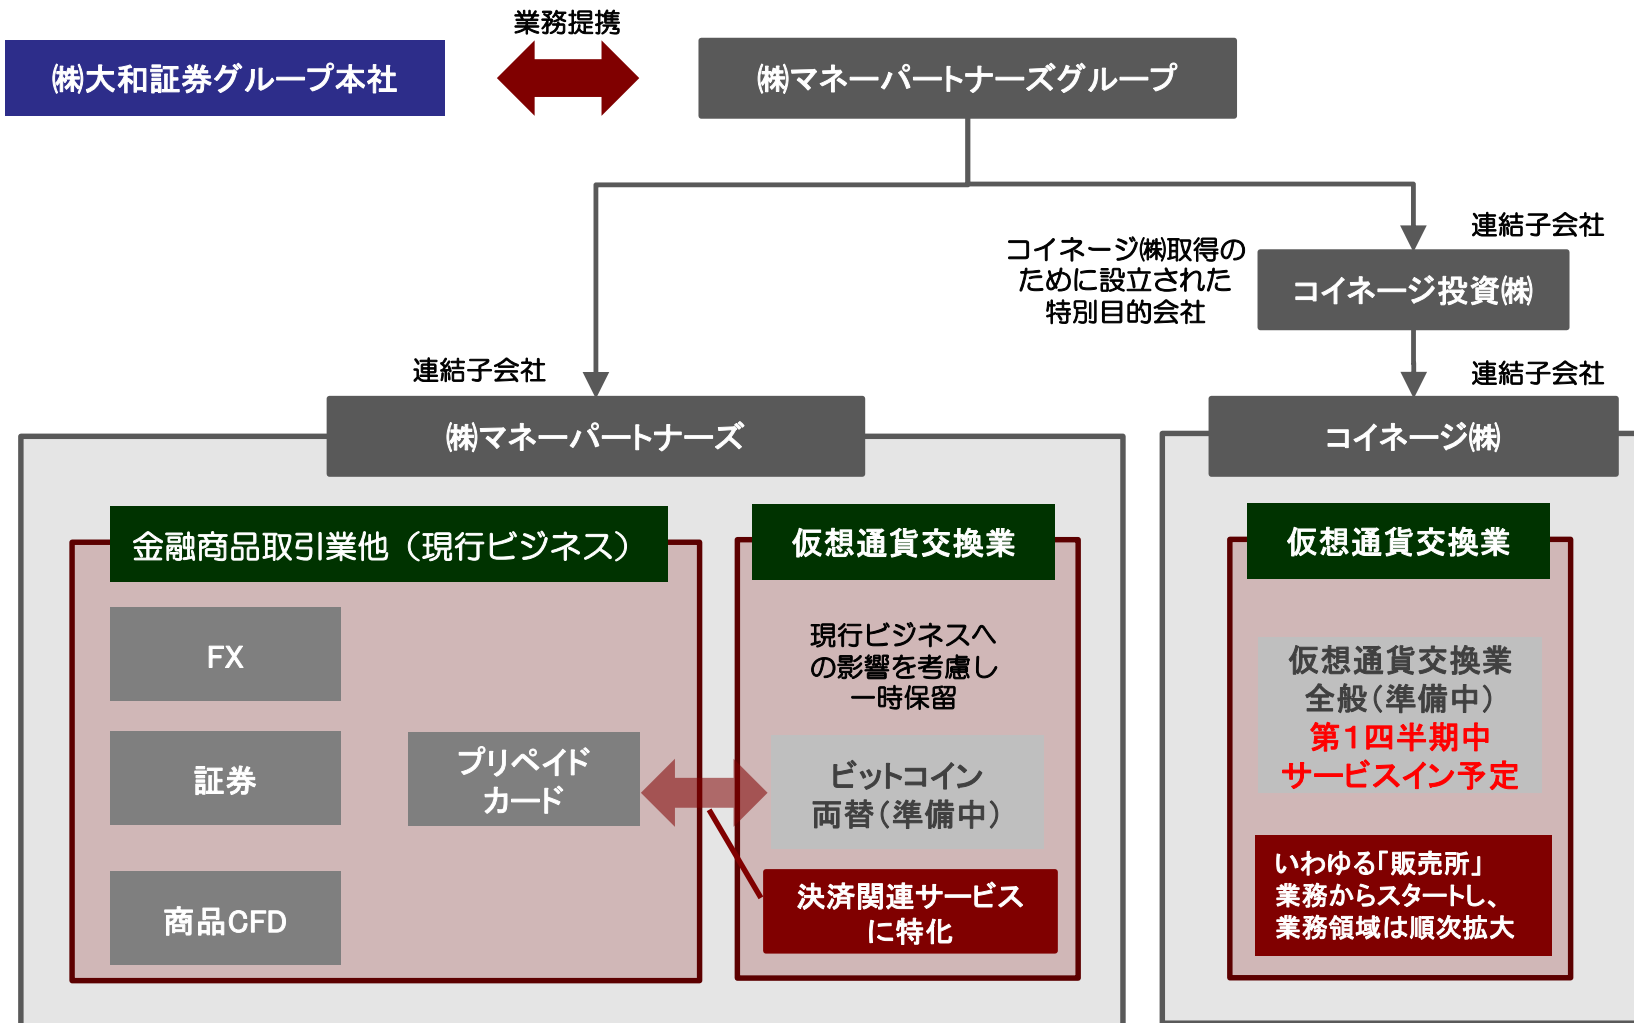 業務提携
㈱大和証券グループ本社
㈱マネーパートナーズグループ
連結子会社
コイネージ㈱取得の
ために設立された
特別目的会社
コイネージ投資㈱
連結子会社
連結子会社
㈱マネーパートナーズ
コイネージ㈱
金融商品取引業他（現行ビジネス）
FX
証券
商品CFD
プリペイド
カード
仮想通貨交換業
現行ビジネスへ
の影響を考慮し
一時保留
ビットコイン
両替（準備中）
決済関連サービス
に特化
仮想通貨交換業
仮想通貨交換業
全般（準備中）
第１四半期中
サービスイン予定
いわゆる「販売所」
業務からスタートし、
業務領域は順次拡大